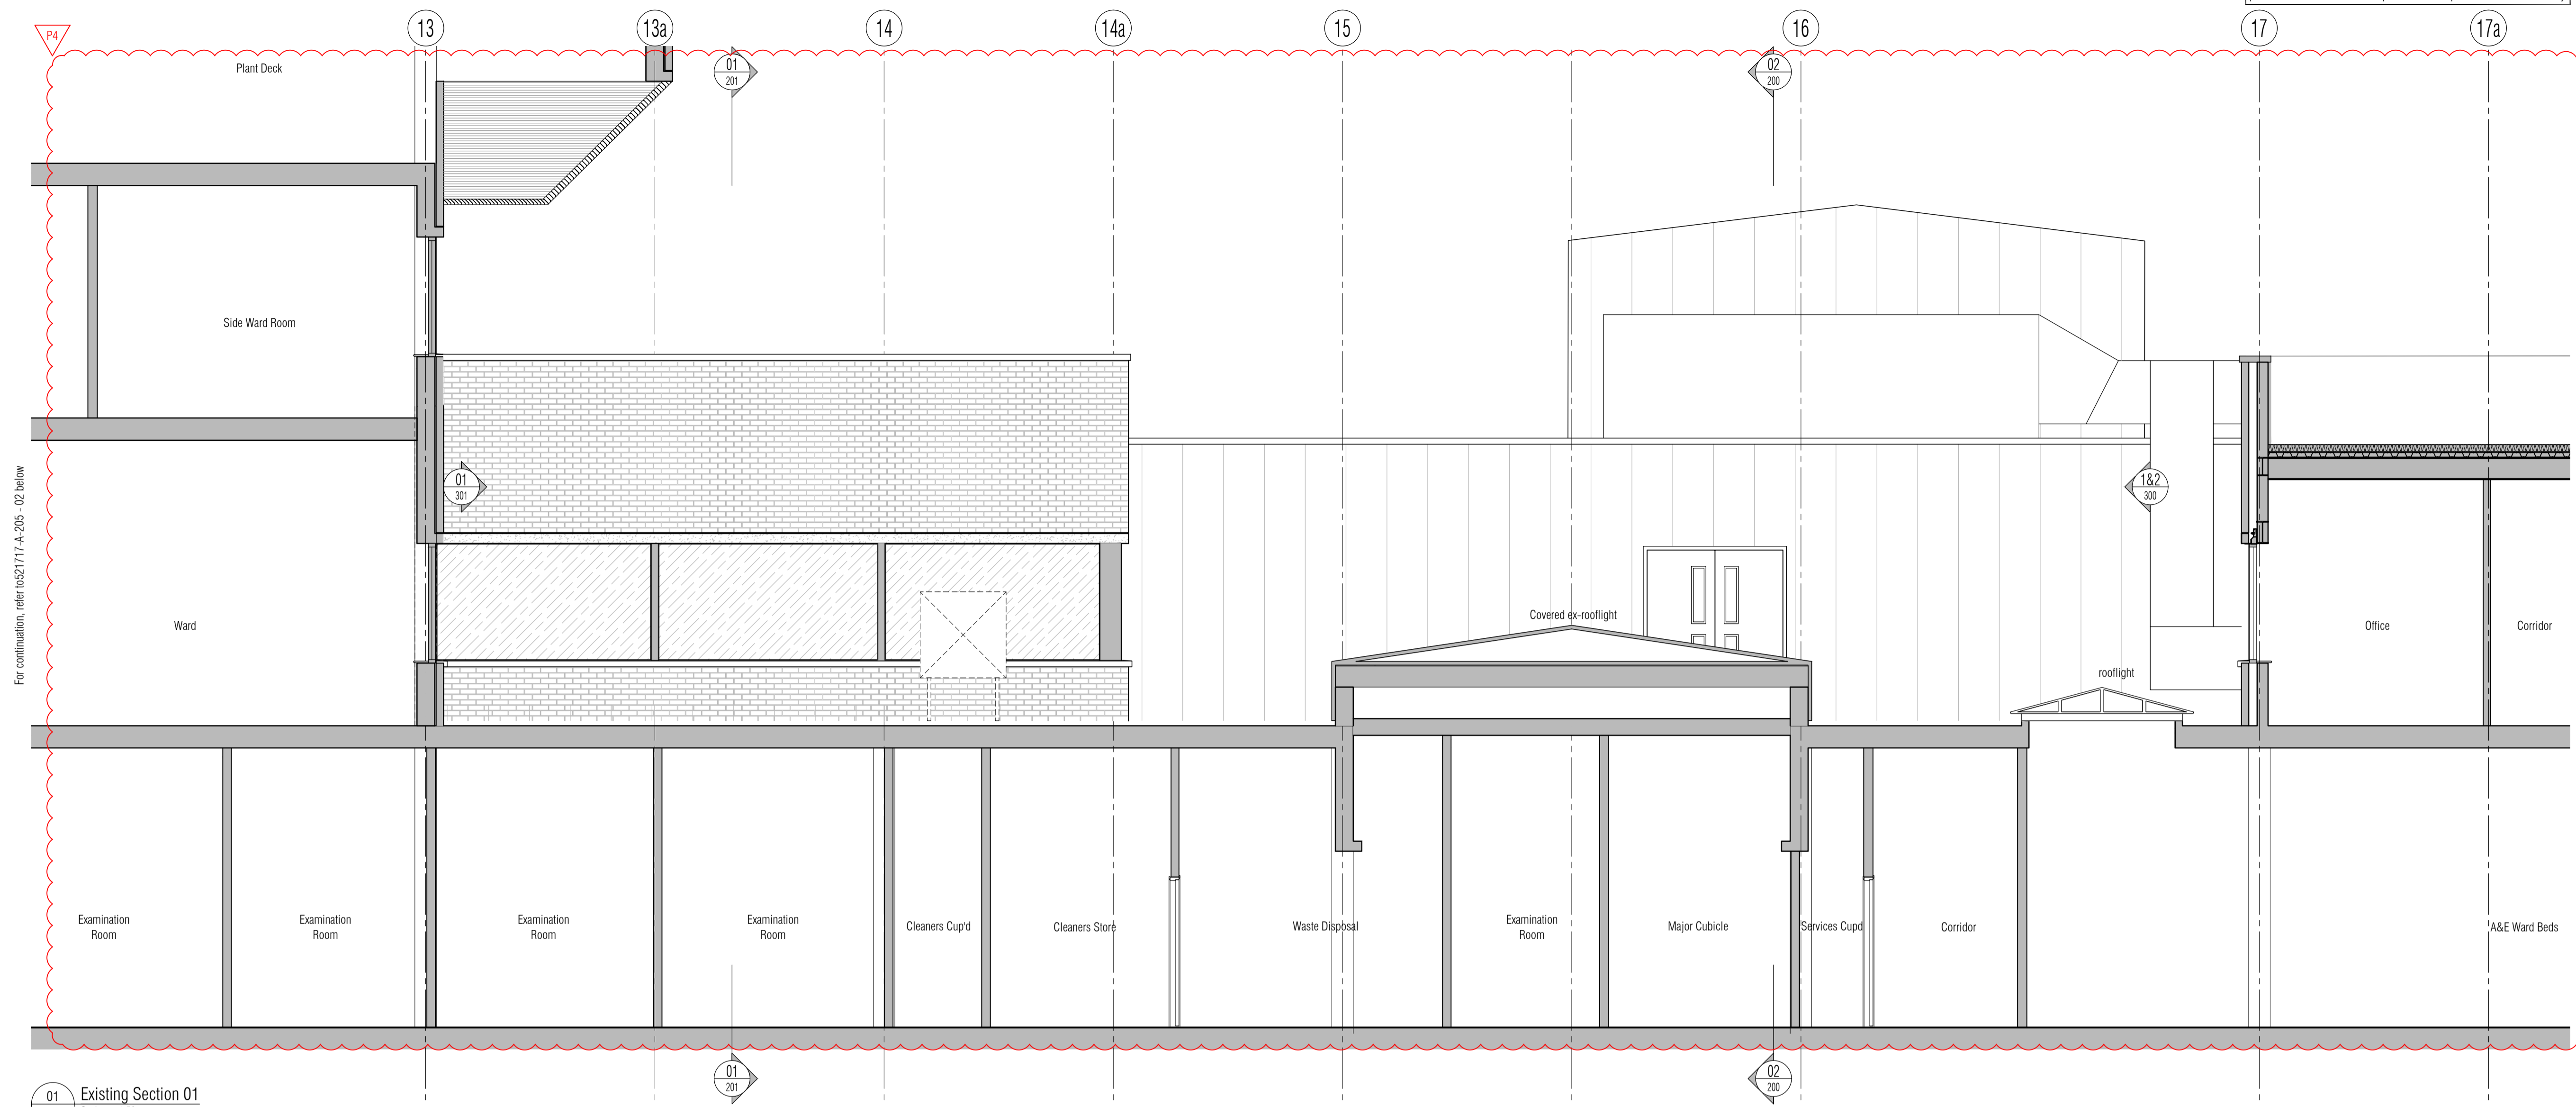 P4
13
13a
14
14a
15
16
17
17a
Plant Deck
01
201
02
200
Side Ward Room
For continuation, refer to521717-A-205 - 02 below
01
301
1&2
300
Covered ex-rooflight
Ward
Office
Corridor
rooflight
Examination
Room
Examination
Room
Examination
Room
Examination
Room
Cleaners Cup'd
Cleaners Store
Waste Disposal
Examination
Room
Major Cubicle
Services Cupd
Corridor
A&E Ward Beds
01
201
02
200
01
Existing Section 01